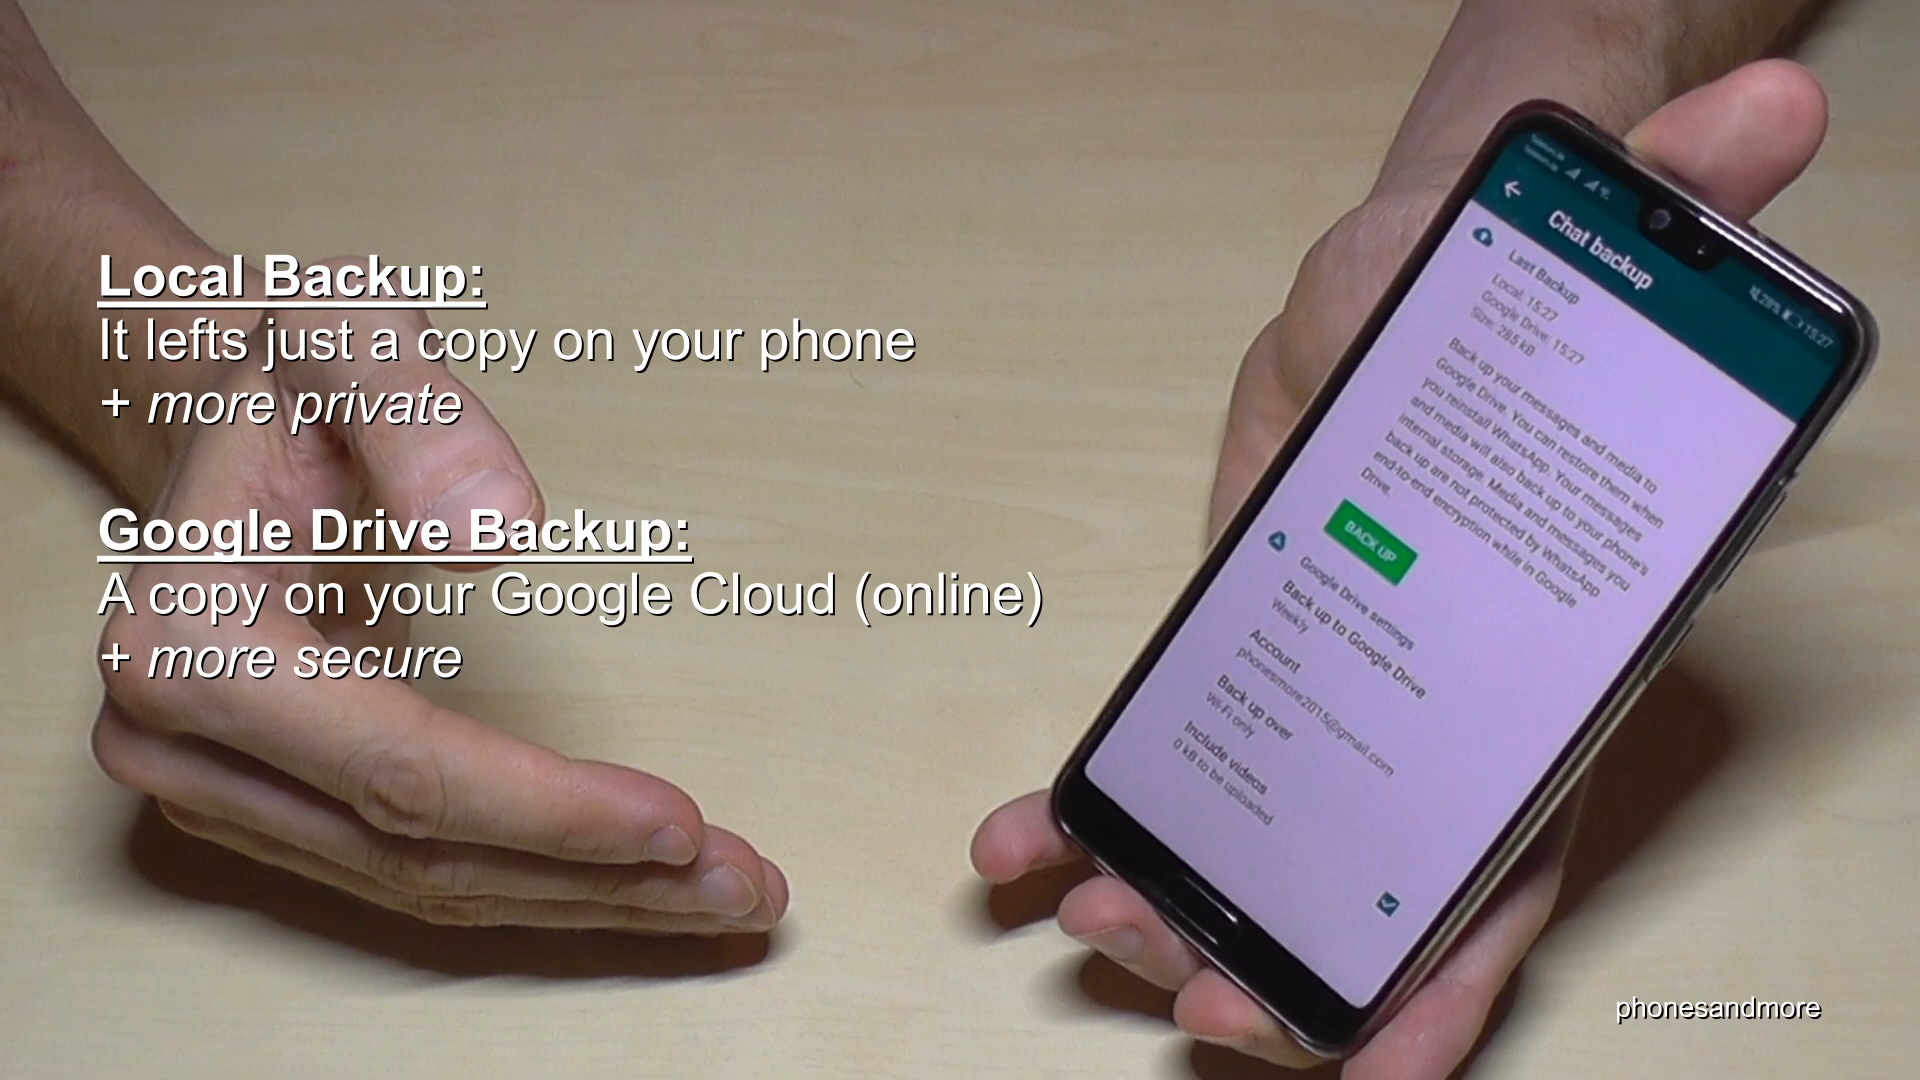 Local Backup:
It lefts just a copy on your phone
+ more private
Google Drive Backup:
A copy on your Google Cloud (online)
+ more secure
28% 15:27
Chat backup
Last Backup
Local: 15:27
Google Drive: 15:27
Size: 285 kB
Back up your messages and media to
Google Drive. You can restore them when
you reinstall WhatsApp. Your messages
and media will also back up to your phone's
internal storage. Media and messages you
back up are not protected by WhatsApp
end-to-end encryption while in Google
Drive.
BACK UP
Google Drive settings
Back up to Google Drive
Weekly
Account
phonesmore2015@gmail.com
Back up over
Wi-Fi only
Include videos
0 kB to be uploaded
phonesandmore